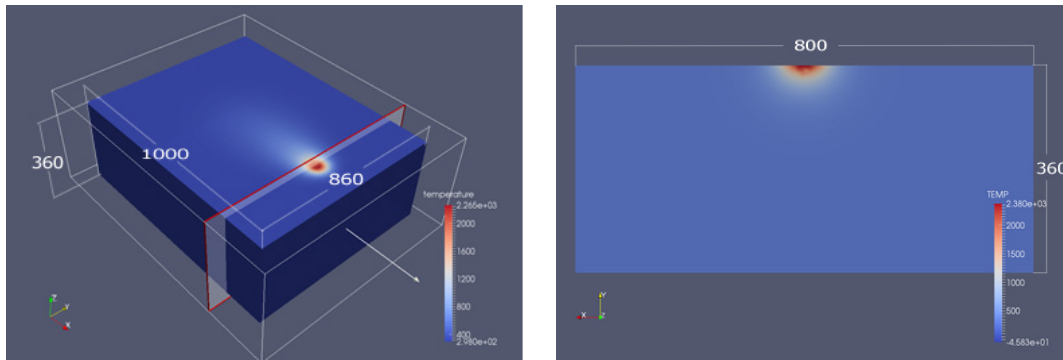 360
1000
860
temperature
2.265e+03
2000
1600
1200
800
400
2.980e+02
Z
Y
X
800
360
TEMP
2.380e+03
2000
1500
1000
500
-4.583e+01
Y
X
Z